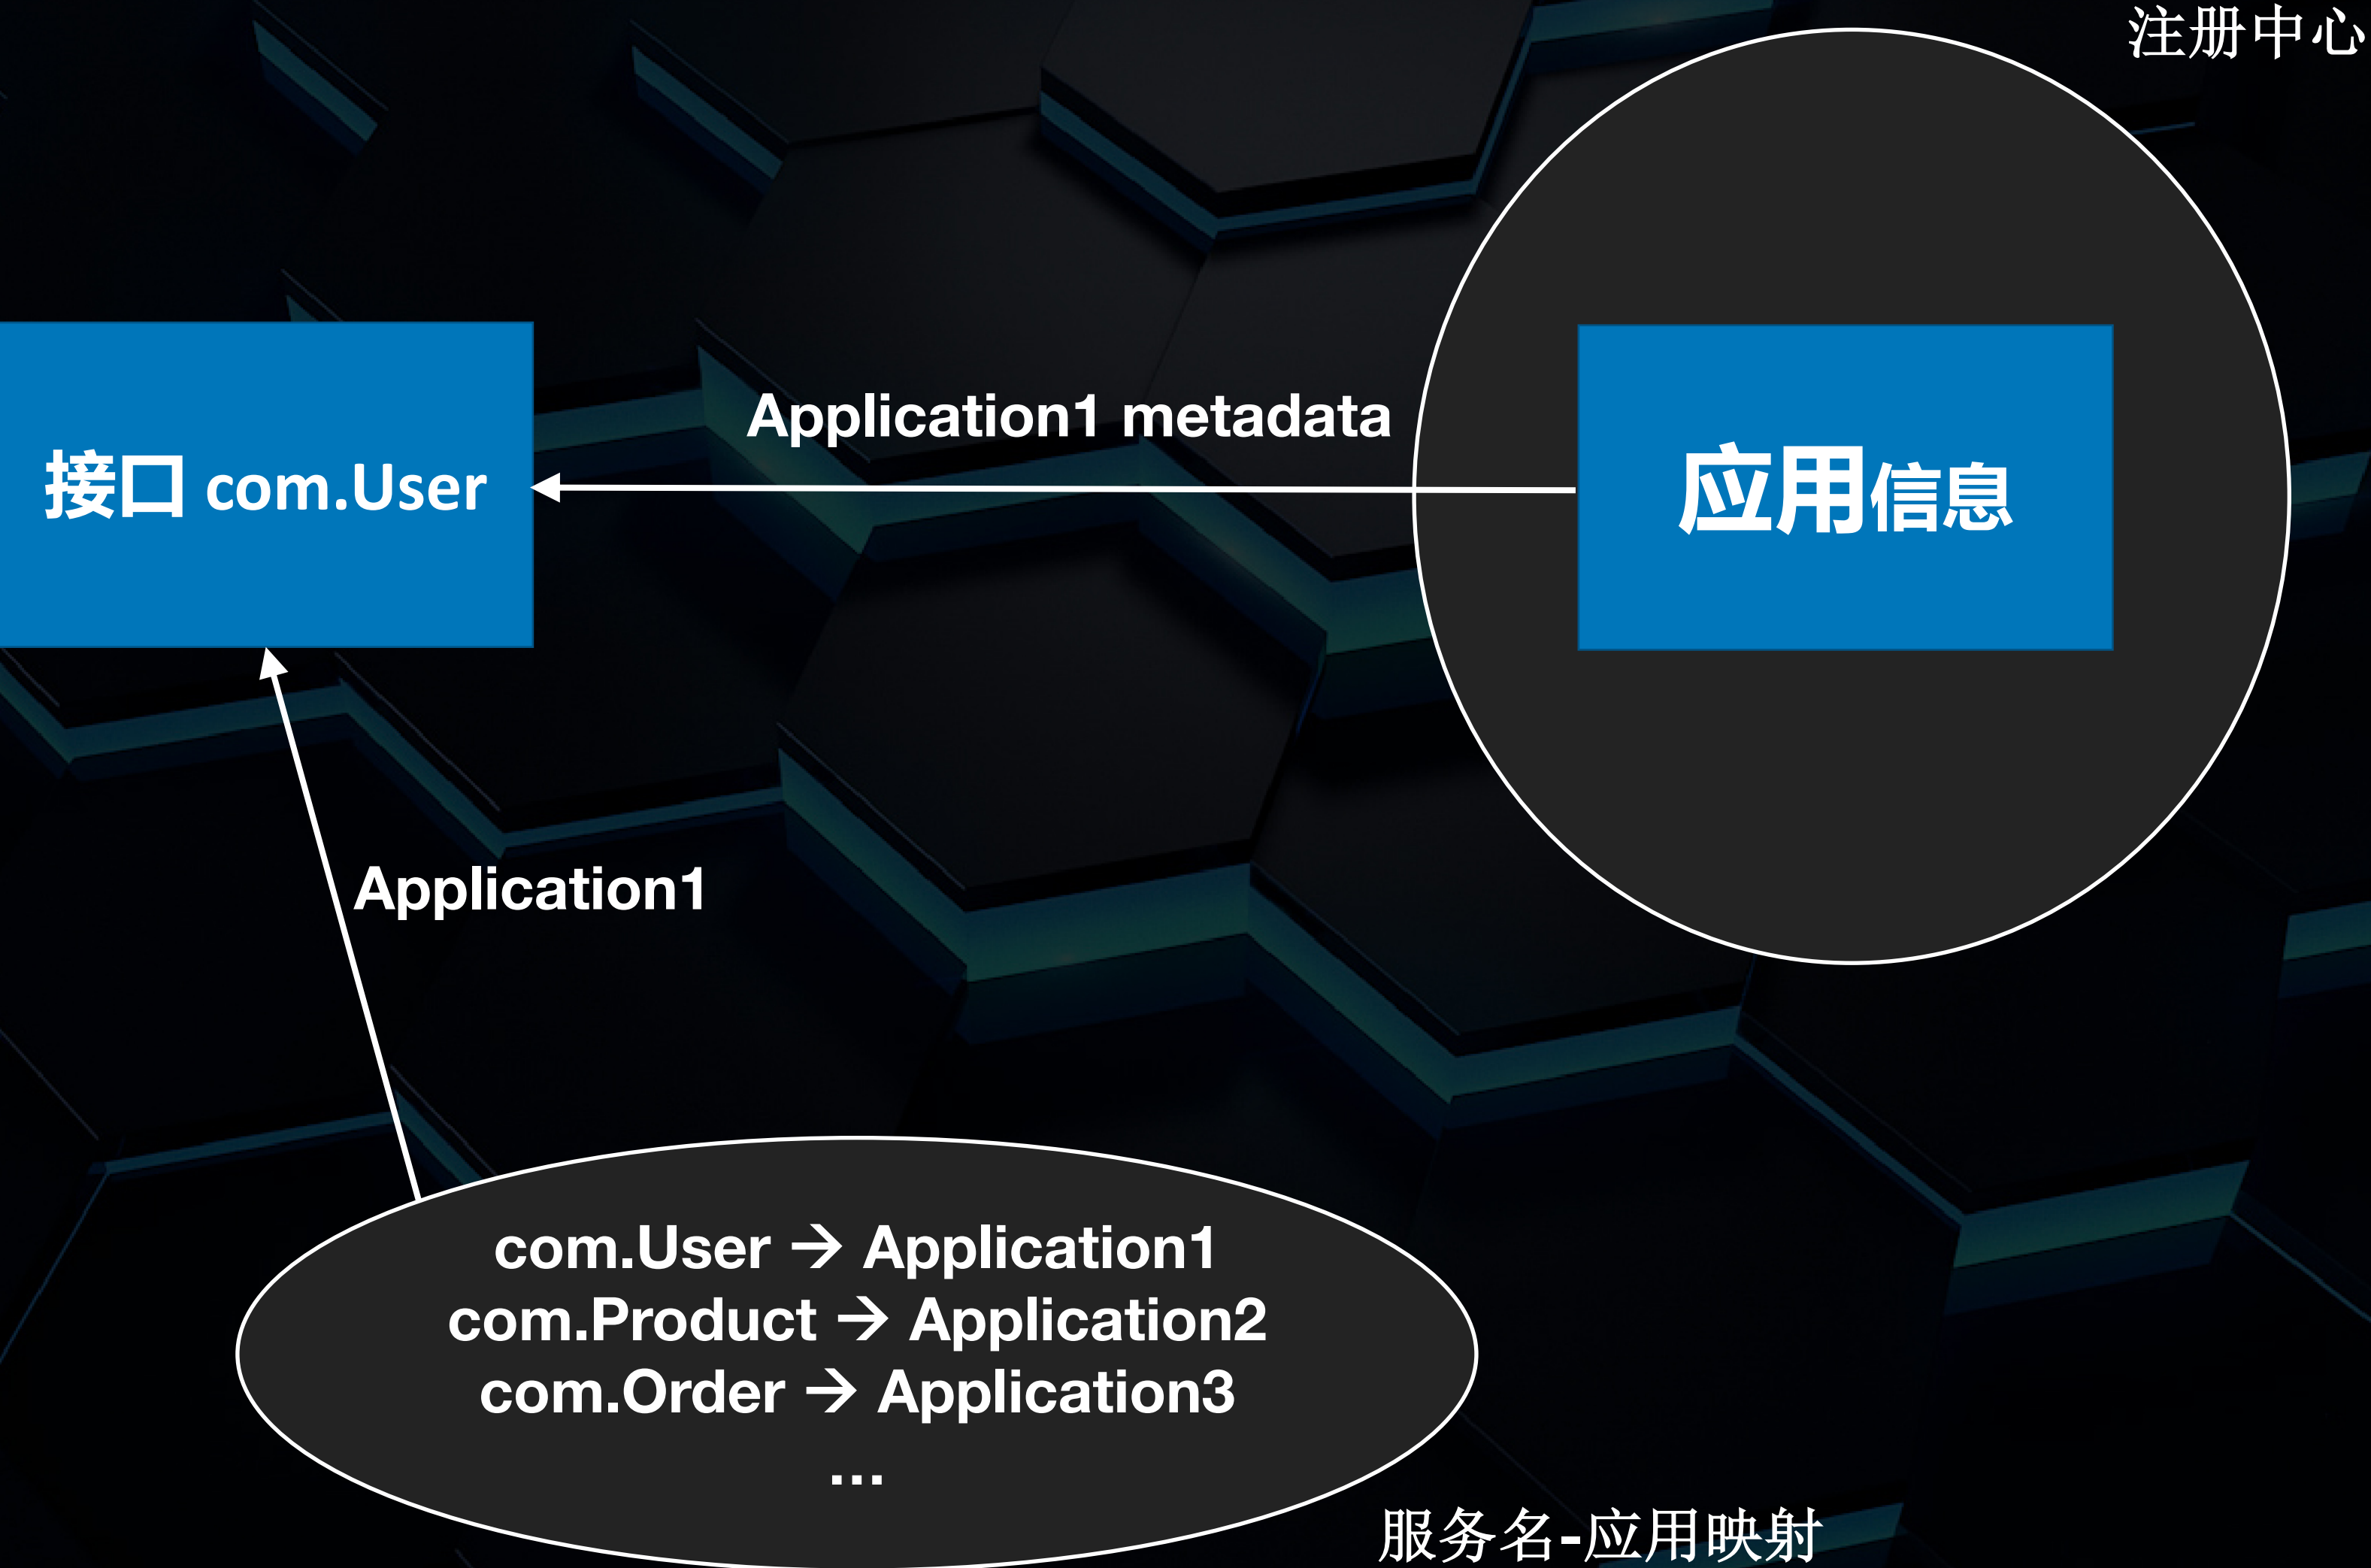 注册中心
Application1 metadata
接口 com.User
应用信息
Application1
com.User → Application1
com.Product → Application2
com.Order → Application3
...
服务名-应用映射